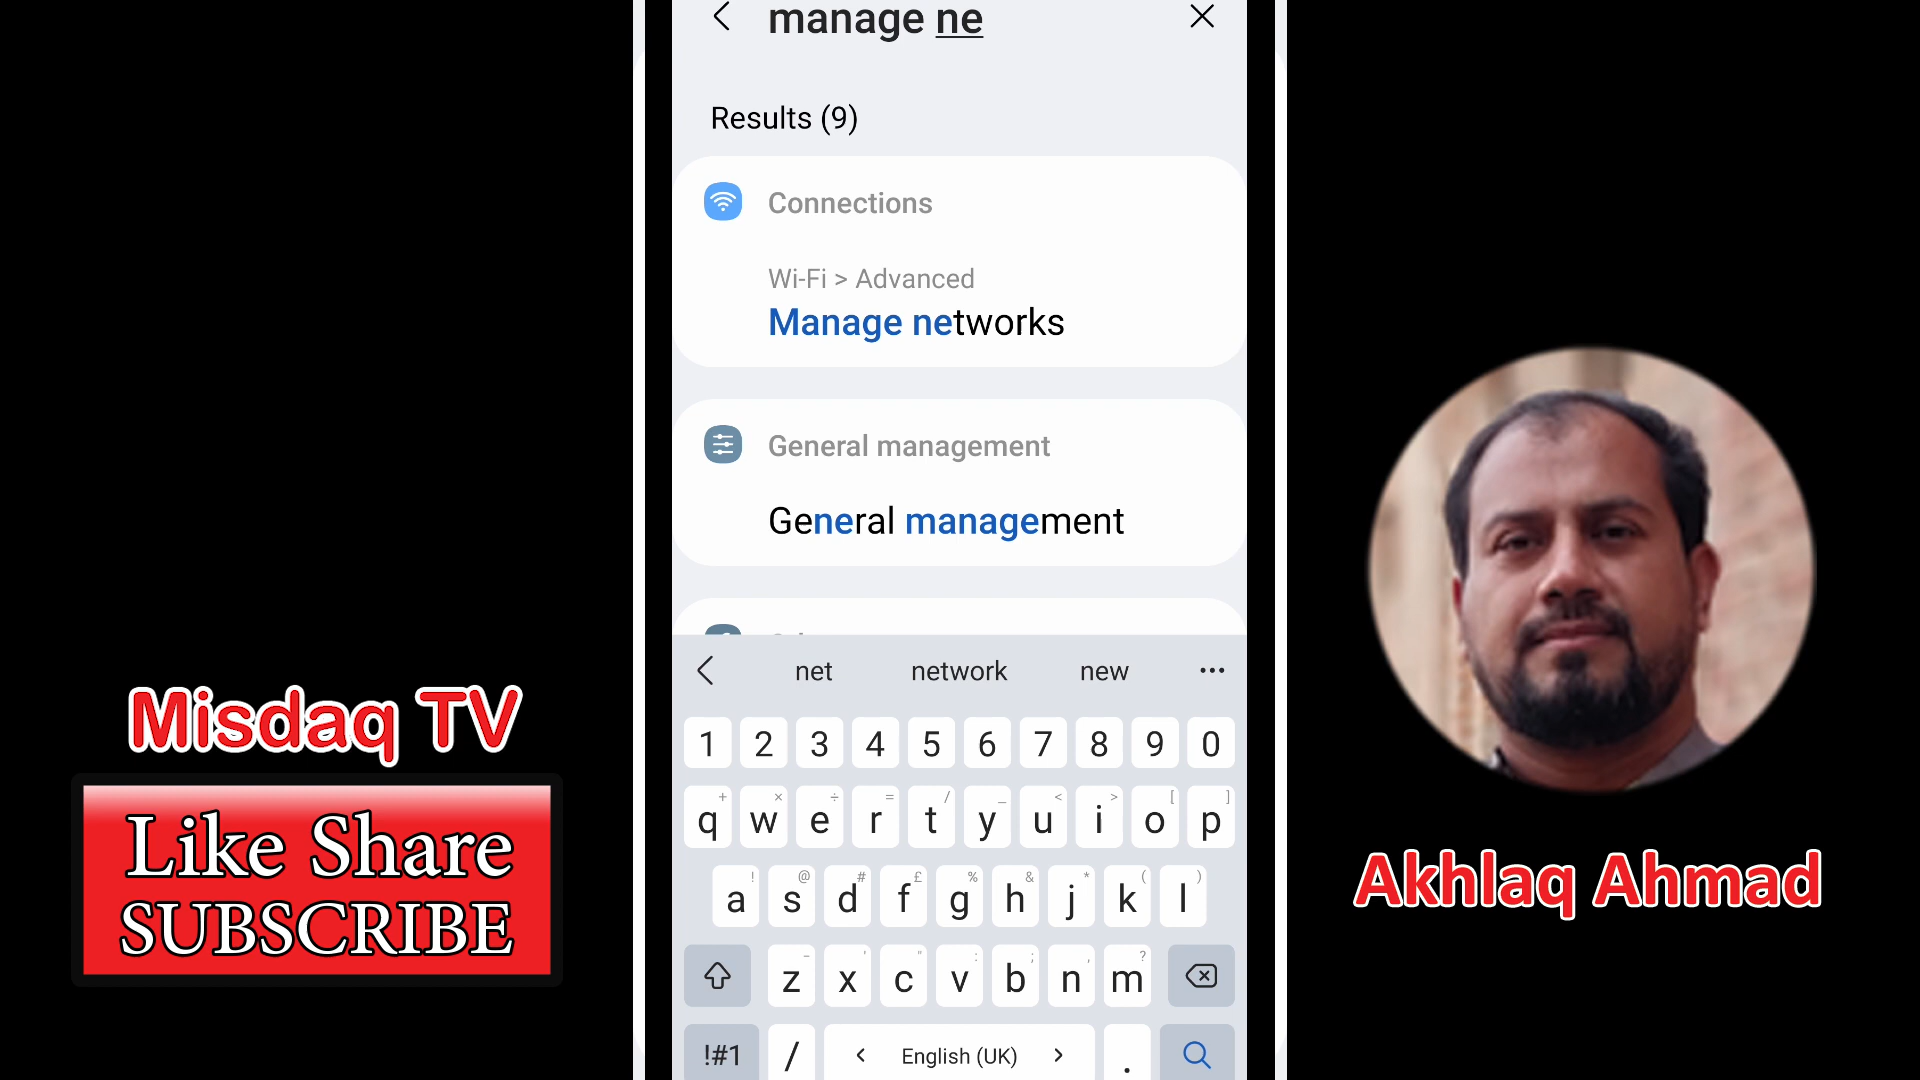 manage ne
Results (9)
Connections
Wi-Fi > Advanced
Manage networks
General management
General management
net network new ...
1 2 3 4 5 6 7 8 9 0
+ × ÷ = / _ < > [ ]
q w e r t y u i o p
! @ # £ % & * ( )
a s d f g h j k l
- ' " : ; , ?
z x c v b n m
!#1 / < English (UK) > .
Misdaq TV
Like Share
SUBSCRIBE
Akhlaq Ahmad